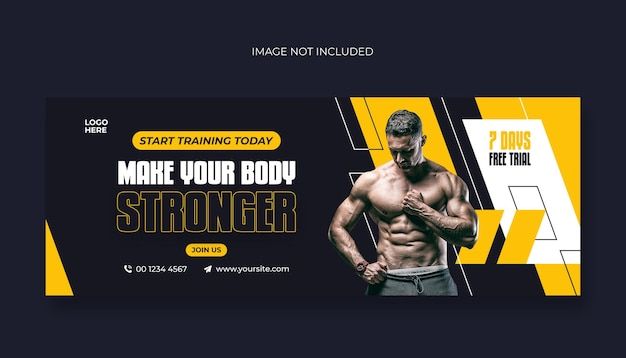 IMAGE NOT INCLUDED
LOGO
HERE
START TRAINING TODAY
MAKE YOUR BODY
STRONGER
JOIN US
00 1234 4567
www.yoursite.com
7 DAYS
FREE TRIAL